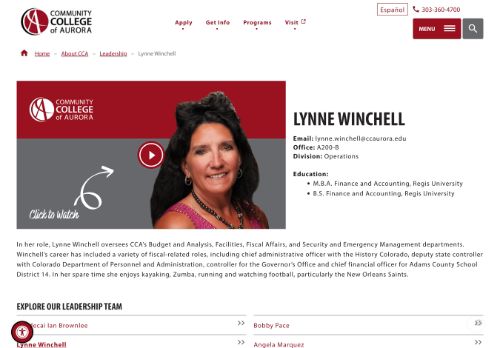 COMMUNITY
COLLEGE
of AURORA
Apply
Get Info
Programs
Visit
Español
303-360-4700
MENU
Home
About CCA
Leadership
Lynne Winchell
COMMUNITY
COLLEGE
of AURORA
Click to Watch
LYNNE WINCHELL
Email: lynne.winchell@ccaurora.edu
Office: A200-B
Division: Operations
Education:
M.B.A. Finance and Accounting, Regis University
B.S. Finance and Accounting, Regis University
In her role, Lynne Winchell oversees CCA's Budget and Analysis, Facilities, Fiscal Affairs, and Security and Emergency Management departments.
Winchell's career has included a variety of fiscal-related roles, including chief administrative officer with the History Colorado, deputy state controller
with Colorado Department of Personnel and Administration, controller for the Governor's Office and chief financial officer for Adams County School
District 14. In her spare time she enjoys kayaking, Zumba, running and watching football, particularly the New Orleans Saints.
EXPLORE OUR LEADERSHIP TEAM
Ian Brownlee
Bobby Pace
Lynne Winchell
Angela Marquez